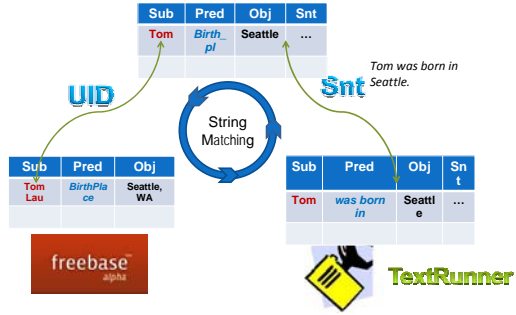 Sub Pred Obj Snt
Tom Birth_ Seattle …
pl
Tom was born in
Seattle.
UID
Snt
String
Matching
Sub Pred Obj
Tom BirthPla Seattle,
Lau ce WA
Sub Pred Obj Sn
t
Tom was born Seattl …
in e
freebase
alpha
TextRunner